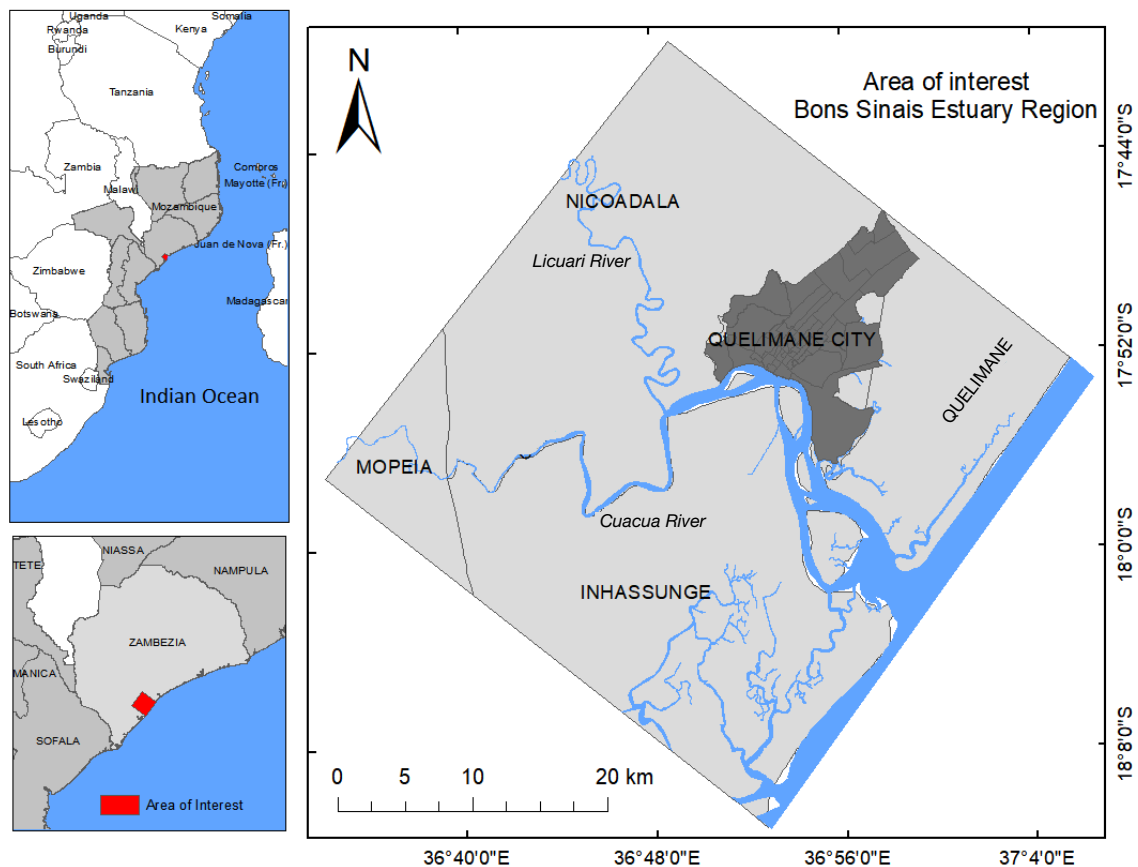 Uganda
Somalia
Rwanda
Kenya
Burundi
Tanzania
Zambia
Compros
Malawi
Mayotte (Fr.)
Mozambique
Juan de Nova (Fr.)
Zimbabwe
Madagascar
Botswana
South Africa
Swaziland
Indian Ocean
Lesotho
NIASSA
TETE
NAMPULA
ZAMBEZIA
MANICA
SOFALA
Area of Interest
N
Area of interest
Bons Sinais Estuary Region
NICOADALA
Licuari River
QUELIMANE CITY
QUELIMANE
MOPEIA
Cuacua River
INHASSUNGE
0 5 10 20 km
17°44'0"S
17°52'0"S
18°0'0"S
18°8'0"S
36°40'0"E 36°48'0"E 36°56'0"E 37°4'0"E